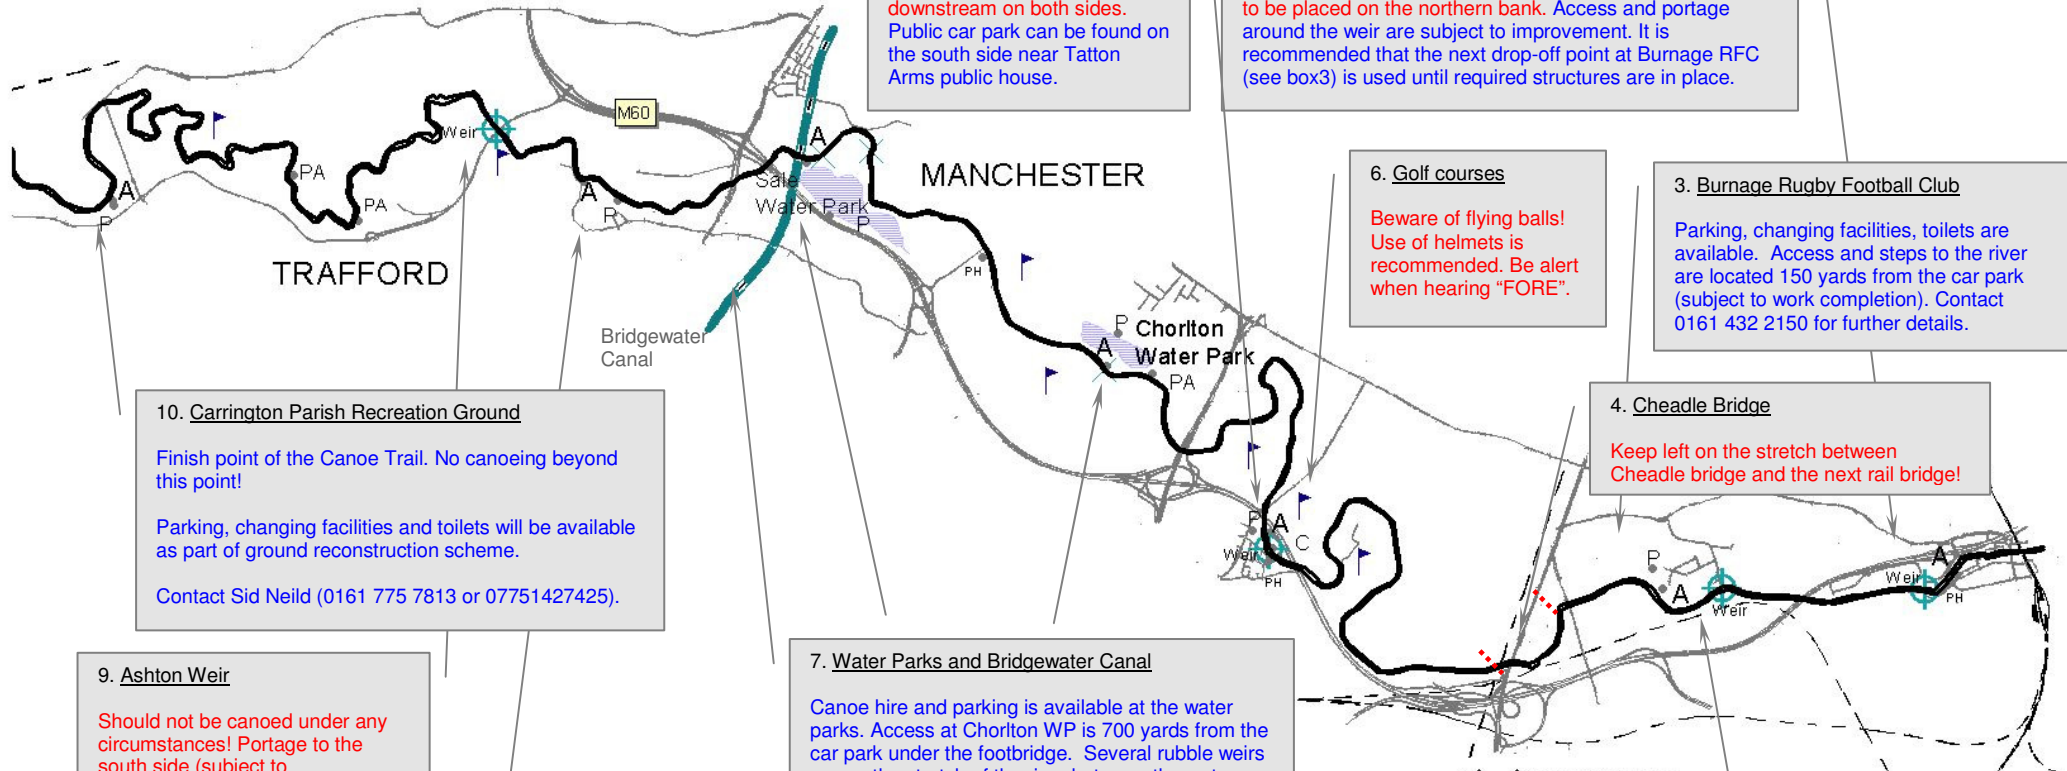 downstream on both sides.
Public car park can be found on
the south side near Tatton
Arms public house.
to be placed on the northern bank. Access and portage
around the weir are subject to improvement. It is
recommended that the next drop-off point at Burnage RFC
(see box3) is used until required structures are in place.
M60
Weir
A
MANCHESTER
6. Golf courses
Beware of flying balls!
Use of helmets is
recommended. Be alert
when hearing “FORE”.
3. Burnage Rugby Football Club
Parking, changing facilities, toilets are
available. Access and steps to the river
are located 150 yards from the car park
(subject to work completion). Contact
0161 432 2150 for further details.
PA
A
P
PA
A
P
Sale
Water Park
P
TRAFFORD
PH
Bridgewater
Canal
P
Chorlton
Water Park
A
PA
10. Carrington Parish Recreation Ground
Finish point of the Canoe Trail. No canoeing beyond
this point!
Parking, changing facilities and toilets will be available
as part of ground reconstruction scheme.
Contact Sid Neild (0161 775 7813 or 07751427425).
4. Cheadle Bridge
Keep left on the stretch between
Cheadle bridge and the next rail bridge!
P
A
C
Weir
PH
P
A
Weir
A
Weir
PH
9. Ashton Weir
Should not be canoed under any
circumstances! Portage to the
south side (subject to
7. Water Parks and Bridgewater Canal
Canoe hire and parking is available at the water
parks. Access at Chorlton WP is 700 yards from the
car park under the footbridge. Several rubble weirs